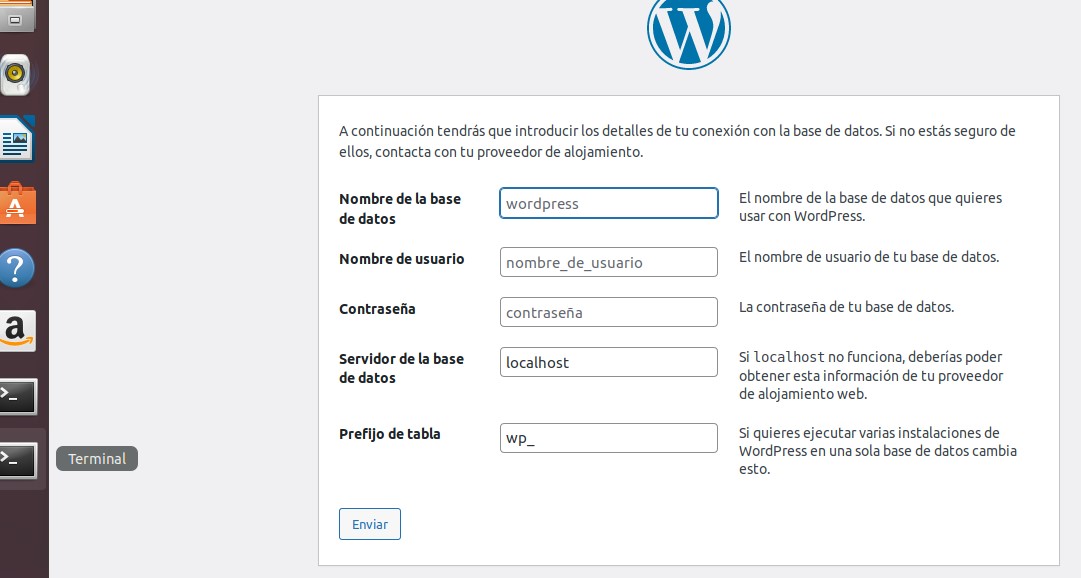 A continuación tendrás que introducir los detalles de tu conexión con la base de datos. Si no estás seguro de
ellos, contacta con tu proveedor de alojamiento.
Nombre de la base
de datos
wordpress
El nombre de la base de datos que quieres
usar con WordPress.
Nombre de usuario
nombre_de_usuario
El nombre de usuario de tu base de datos.
Contraseña
contraseña
La contraseña de tu base de datos.
Servidor de la base
de datos
localhost
Si localhost no funciona, deberías poder
obtener esta información de tu proveedor
de alojamiento web.
Prefijo de tabla
wp_
Si quieres ejecutar varias instalaciones de
WordPress en una sola base de datos cambia
esto.
Terminal
Enviar